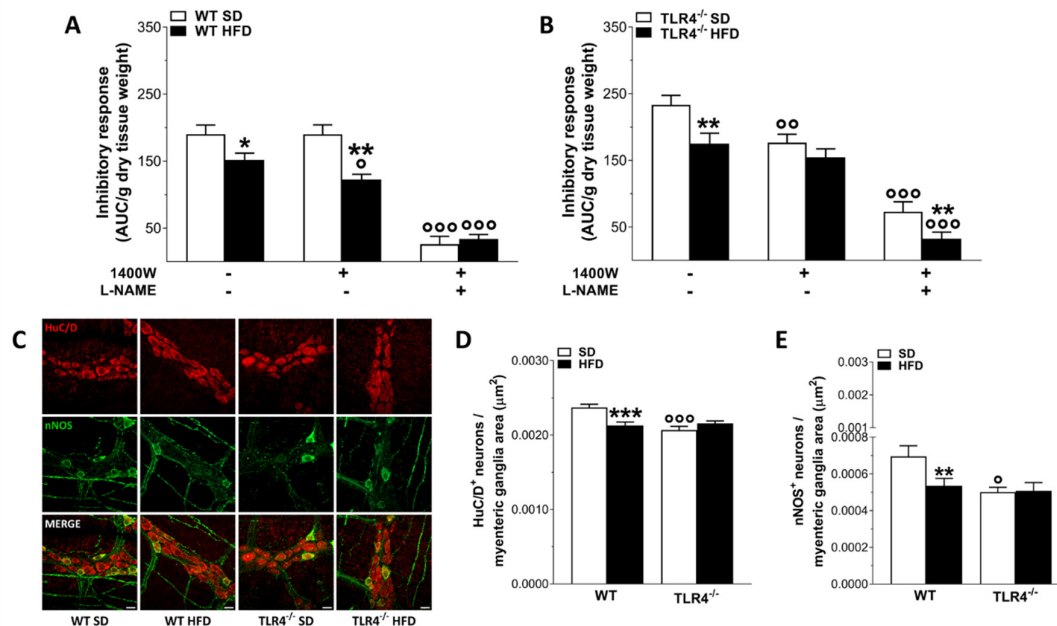 A
WT SD
WT HFD
Inhibitory response
(AUC/g dry tissue weight)
350
250
150
50
*
**
°
°°° °°°
1400W - + +
L-NAME - - +
B
TLR4-/- SD
TLR4-/- HFD
Inhibitory response
(AUC/g dry tissue weight)
350
250
150
50
**
°°
°°°
**
°°°
1400W - + +
L-NAME - - +
C
HuC/D
nNOS
MERGE
WT SD WT HFD TLR4-/- SD TLR4-/- HFD
D
SD
HFD
HuC/D+ neurons /
myenteric ganglia area (µm²)
0.0030
0.0020
0.0010
0.0000
***
°°°
WT TLR4-/-
E
SD
HFD
nNOS+ neurons /
myenteric ganglia area (µm²)
0.003
0.002
0.002
0.001
0.0008
0.0006
0.0004
0.0002
0.0000
**
°
WT TLR4-/-